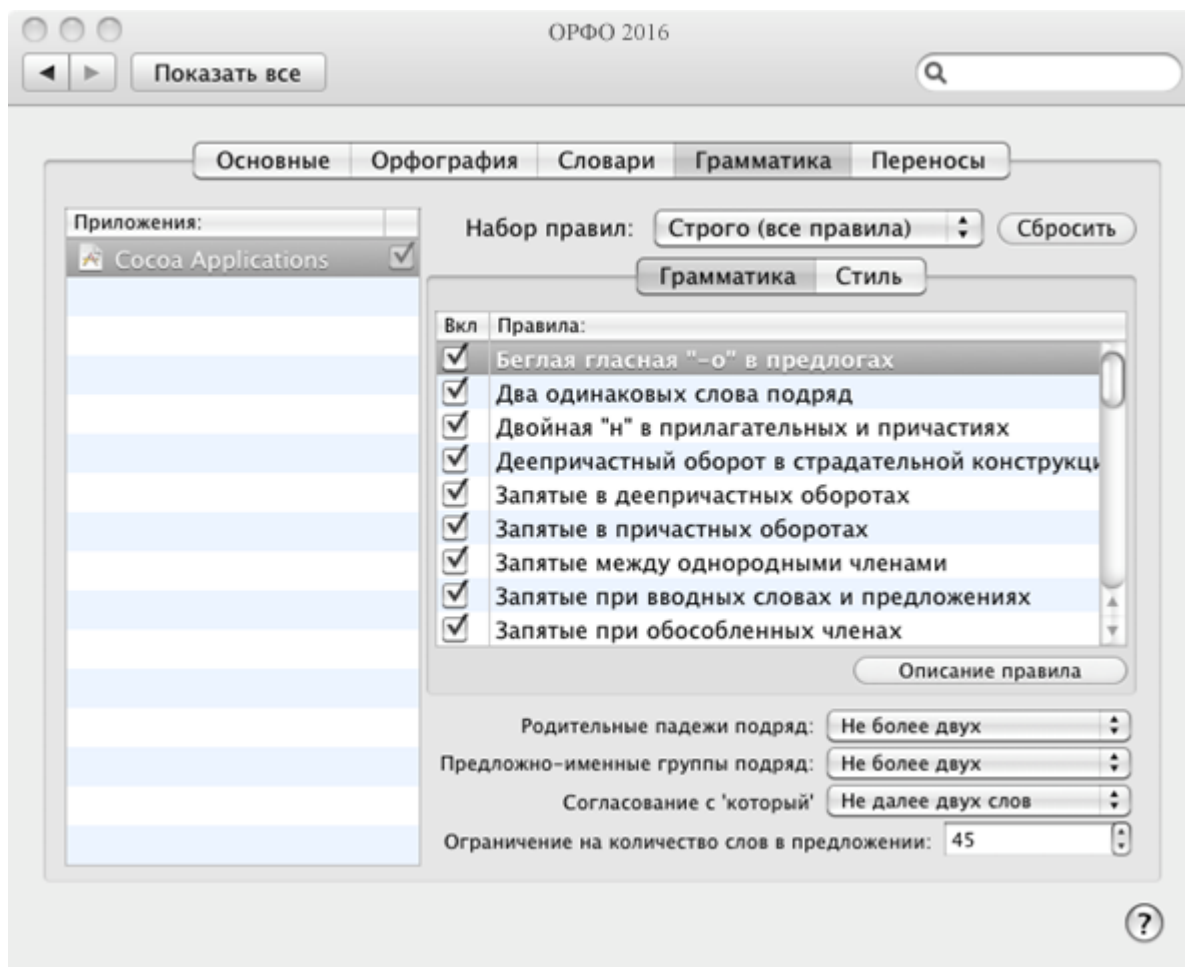 ОРФО 2016
Показать все
Основные Орфография Словари Грамматика Переносы
Приложения:
Cocoa Applications
Набор правил: Строго (все правила) Сбросить
Грамматика Стиль
Вкл Правила:
Беглая гласная "-о" в предлогах
Два одинаковых слова подряд
Двойная "н" в прилагательных и причастиях
Деепричастный оборот в страдательной конструкци
Запятые в деепричастных оборотах
Запятые в причастных оборотах
Запятые между однородными членами
Запятые при вводных словах и предложениях
Запятые при обособленных членах
Описание правила
Родительные падежи подряд: Не более двух
Предложно-именные группы подряд: Не более двух
Согласование с 'который' Не далее двух слов
Ограничение на количество слов в предложении: 45
?